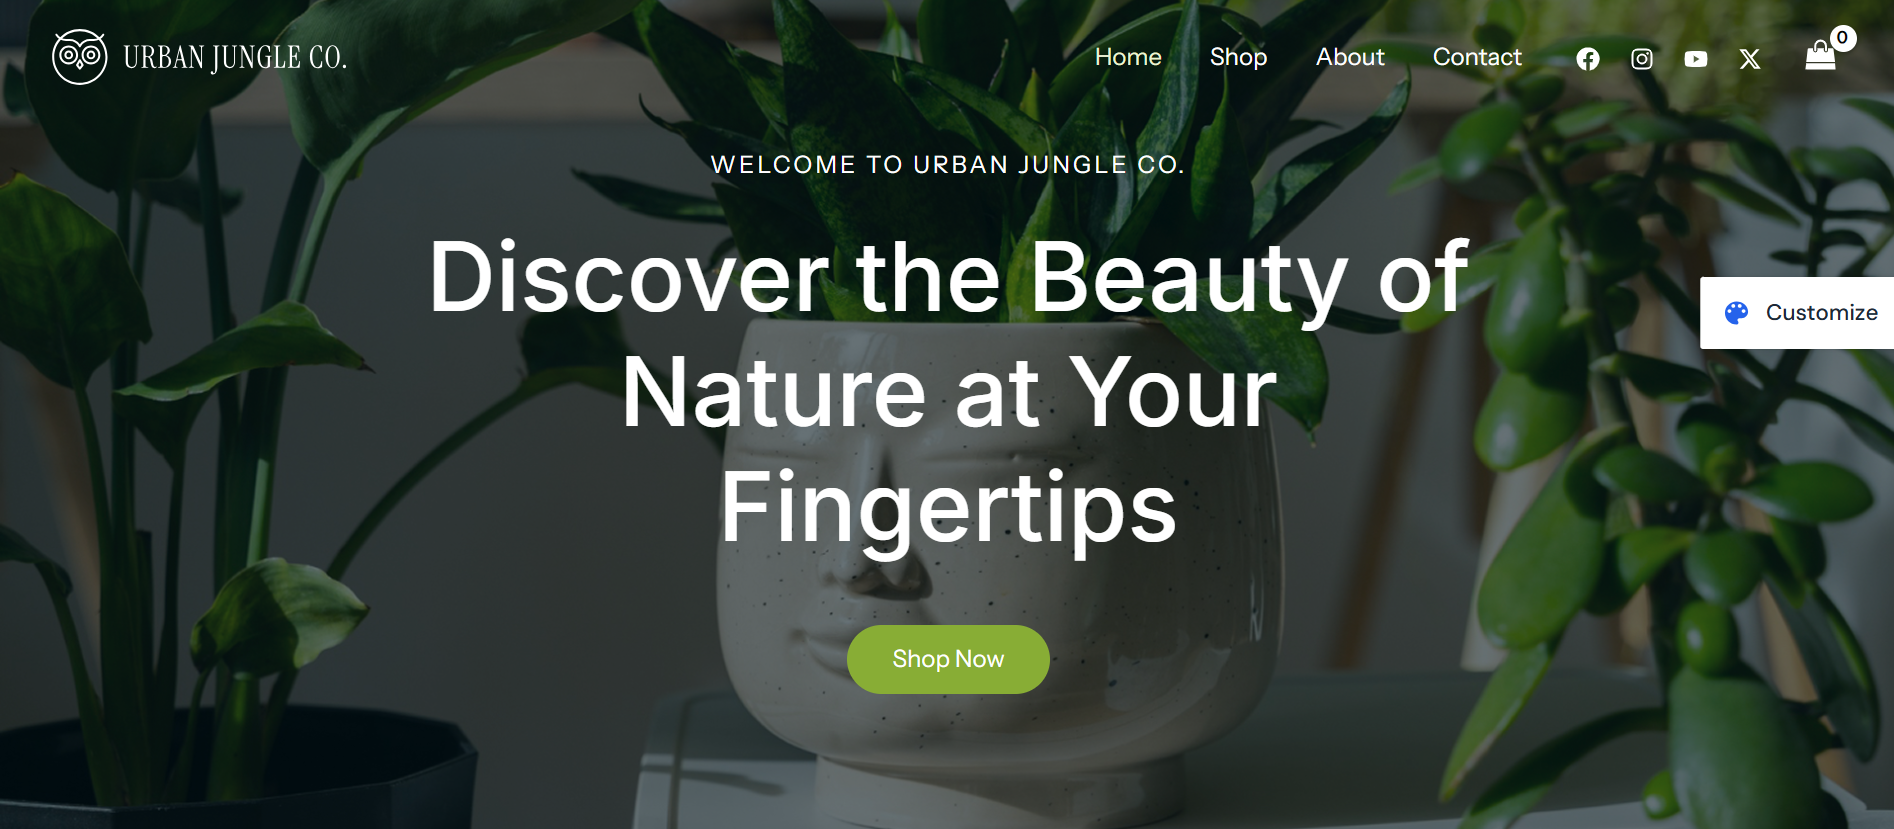 URBAN JUNGLE CO.
Home Shop About Contact
0
WELCOME TO URBAN JUNGLE CO.
Discover the Beauty of
Nature at Your
Fingertips
Customize
Shop Now